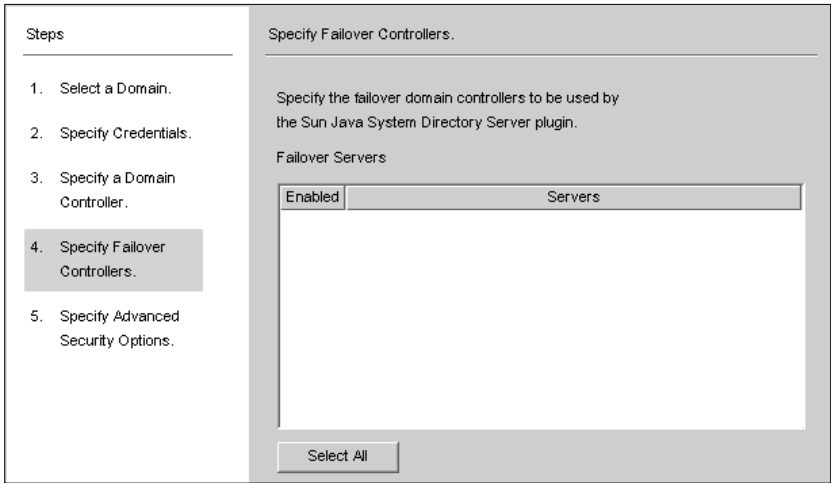 Steps
1. Select a Domain.
2. Specify Credentials.
3. Specify a Domain
Controller.
4. Specify Failover
Controllers.
5. Specify Advanced
Security Options.
Specify Failover Controllers.
Specify the failover domain controllers to be used by
the Sun Java System Directory Server plugin.
Failover Servers
Enabled Servers
Select All